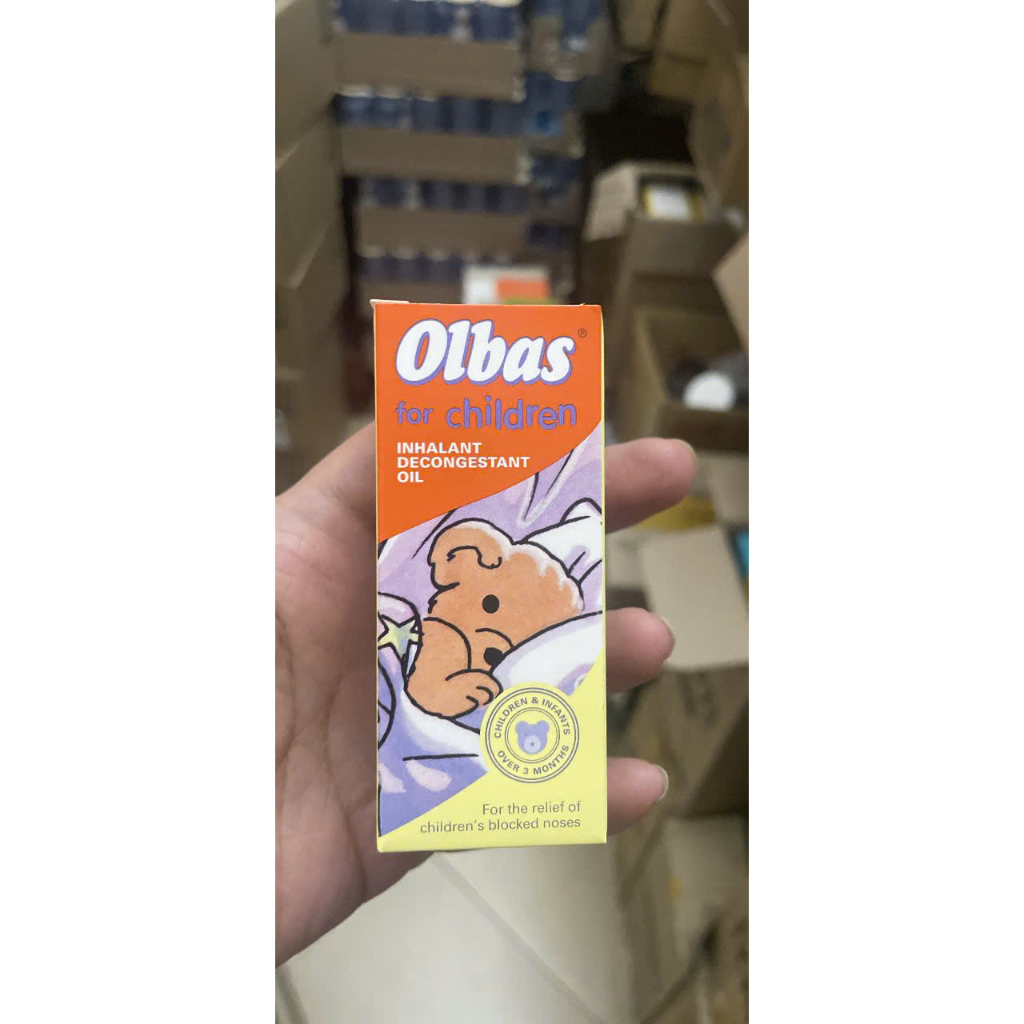 Olbas®
for children
INHALANT
DECONGESTANT
OIL
CHILDREN & INFANTS
OVER 3 MONTHS
For the relief of
children's blocked noses